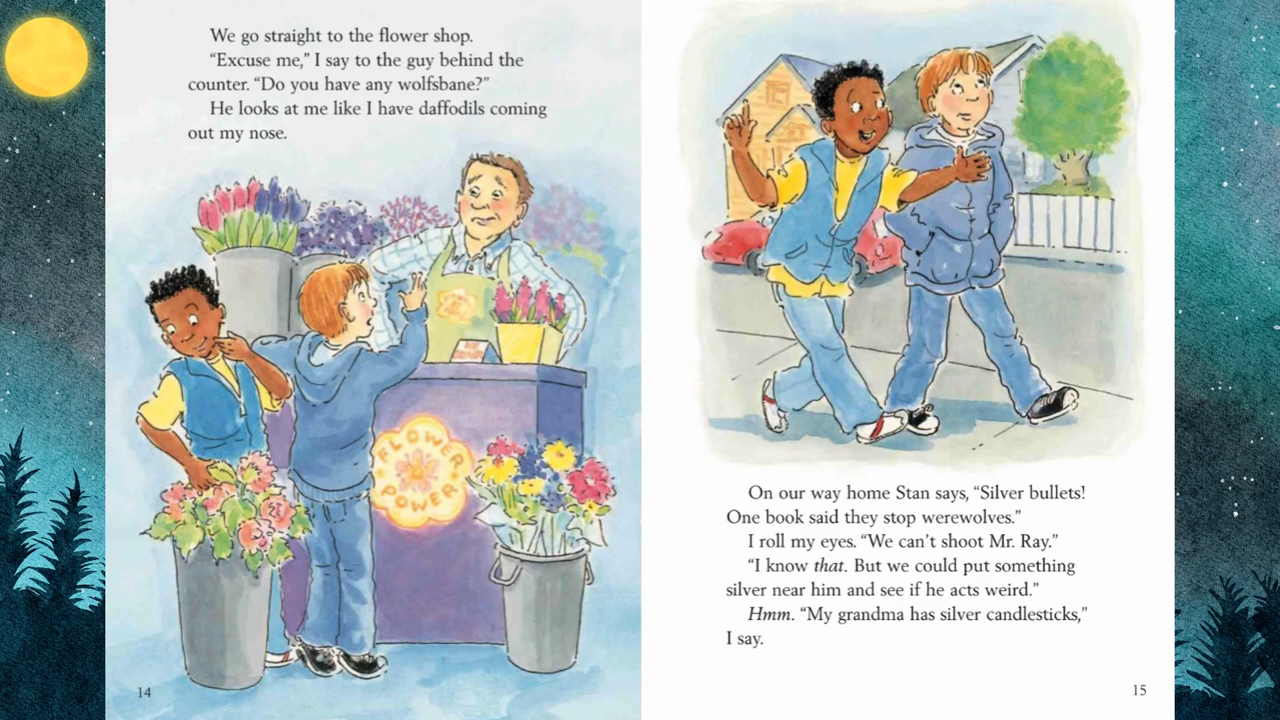 We go straight to the flower shop.
“Excuse me,” I say to the guy behind the
counter. “Do you have any wolfsbane?”
He looks at me like I have daffodils coming
out my nose.
FLOWER
POWER
14
On our way home Stan says, “Silver bullets!
One book said they stop werewolves.”
I roll my eyes. “We can’t shoot Mr. Ray.”
“I know that. But we could put something
silver near him and see if he acts weird.”
Hmm. “My grandma has silver candlesticks,”
I say.
15